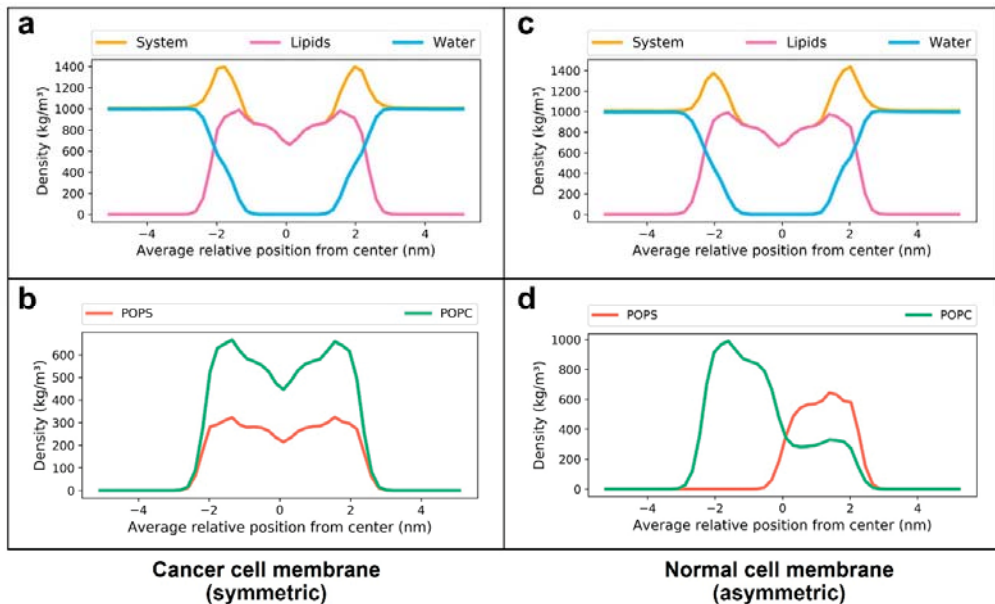 a
System Lipids Water
1400
1200
1000
800
600
400
200
0
Density (kg/m³)
−4 −2 0 2 4
Average relative position from center (nm)
c
System Lipids Water
1400
1200
1000
800
600
400
200
0
Density (kg/m³)
−4 −2 0 2 4
Average relative position from center (nm)
b
POPS POPC
600
500
400
300
200
100
0
Density (kg/m³)
−4 −2 0 2 4
Average relative position from center (nm)
d
POPS POPC
1000
800
600
400
200
0
Density (kg/m³)
−4 −2 0 2 4
Average relative position from center (nm)
Cancer cell membrane
(symmetric)
Normal cell membrane
(asymmetric)